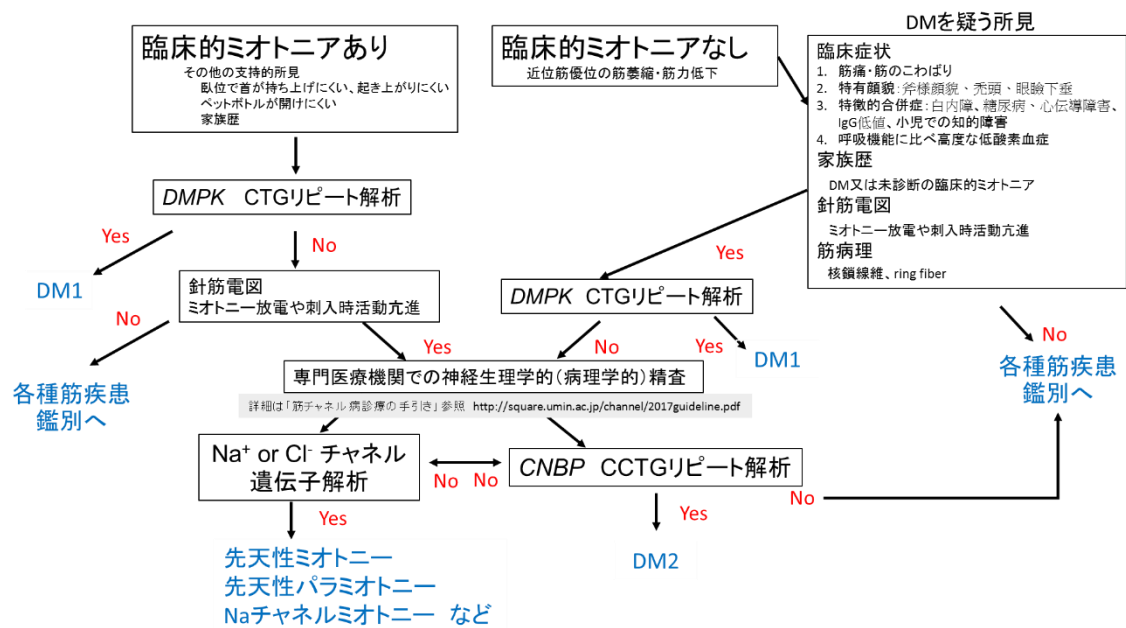 臨床的ミオトニアあり
その他の支持的所見
臥位で首が持ち上げにくい、起き上がりにくい
ペットボトルが開けにくい
家族歴
臨床的ミオトニアなし
近位筋優位の筋萎縮・筋力低下
DMを疑う所見
臨床症状
1. 筋痛・筋のこわばり
2. 特有顔貌：斧様顔貌、禿頭、眼瞼下垂
3. 特徴的合併症：白内障、糖尿病、心伝導障害、
IgG低値、小児での知的障害
4. 呼吸機能に比べ高度な低酸素血症
家族歴
DM又は未診断の臨床的ミオトニア
針筋電図
ミオトニー放電や刺入時活動亢進
筋病理
核鎖線維、ring fiber
DMPK CTGリピート解析
Yes
No
DM1
針筋電図
ミオトニー放電や刺入時活動亢進
No
Yes
各種筋疾患
鑑別へ
Yes
DMPK CTGリピート解析
No
Yes
DM1
No
各種筋疾患
鑑別へ
専門医療機関での神経生理学的（病理学的）精査
詳細は「筋チャネル病診療の手引き」参照 http://square.umin.ac.jp/channel/2017guideline.pdf
Na+ or Cl- チャネル
遺伝子解析
No No
CNBP CCTGリピート解析
No
Yes
Yes
先天性ミオトニー
先天性パラミオトニー
Naチャネルミオトニー など
DM2